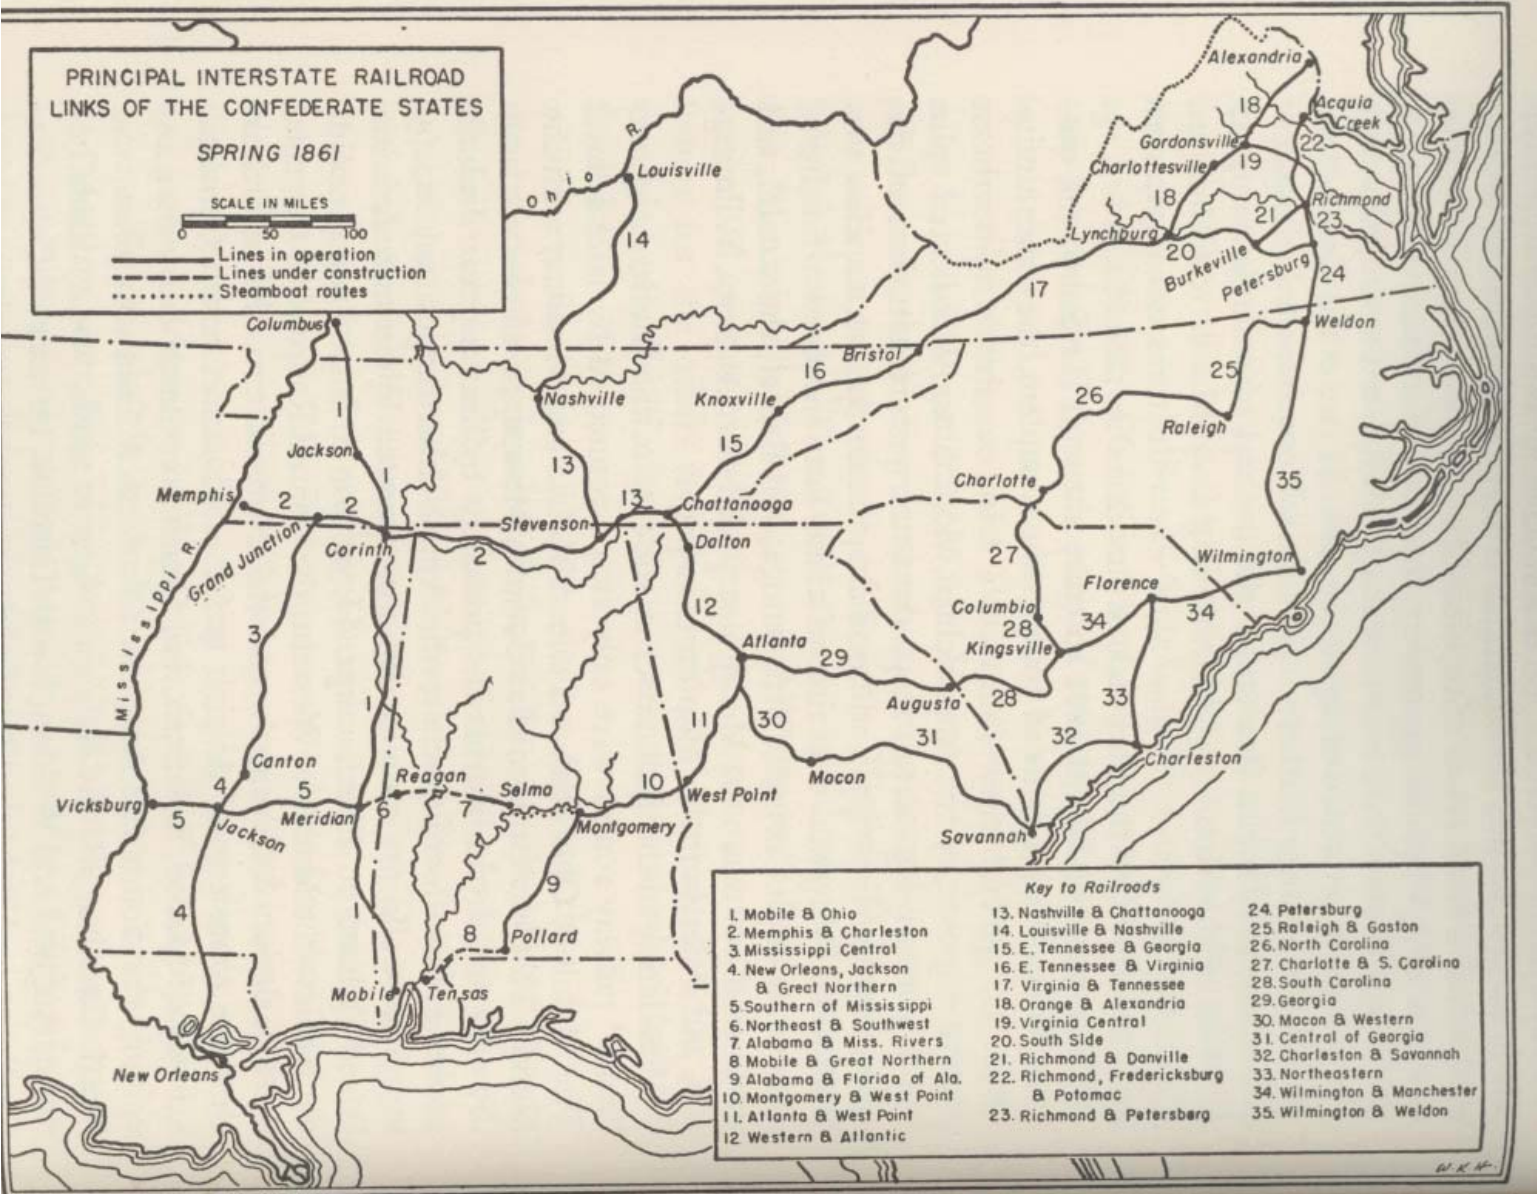 PRINCIPAL INTERSTATE RAILROAD
LINKS OF THE CONFEDERATE STATES
SPRING 1861
SCALE IN MILES
0 50 100
Lines in operation
Lines under construction
Steamboat routes
Alexandria
18
Acquia
Creek
22
Gordonsville
19
Charlottesville
18
21
Richmond
23
Lynchburg
20
Burkeville
Petersburg
24
17
Ohio R.
Louisville
14
Columbus
Weldon
Bristol
16
25
26
Nashville
Knoxville
Raleigh
1
15
Jackson
13
1
Charlotte
35
Memphis
2
2
13
Chattanooga
Stevenson
Grand Junction
Corinth
2
Dalton
27
Wilmington
Mississippi R.
Florence
12
Columbia
28
34
34
3
Kingsville
Atlanta
29
Augusta
28
33
1
11
30
31
32
Canton
Macon
Charleston
4
5
Reagan
Selma
10
West Point
Vicksburg
5
Jackson
Meridian
6
7
Montgomery
Savannah
9
4
1
8
Pollard
Mobile
Tensas
New Orleans
Key to Railroads
1. Mobile & Ohio
2. Memphis & Charleston
3. Mississippi Central
4. New Orleans, Jackson
& Great Northern
5. Southern of Mississippi
6. Northeast & Southwest
7. Alabama & Miss. Rivers
8 Mobile & Great Northern
9 Alabama & Florida of Ala.
10. Montgomery & West Point
11. Atlanta & West Point
12 Western & Atlantic
13. Nashville & Chattanooga
14. Louisville & Nashville
15. E. Tennessee & Georgia
16. E. Tennessee & Virginia
17. Virginia & Tennessee
18. Orange & Alexandria
19. Virginia Central
20. South Side
21. Richmond & Danville
22. Richmond, Fredericksburg
& Potomac
23. Richmond & Petersberg
24. Petersburg
25. Raleigh & Gaston
26. North Carolina
27. Charlotte & S. Carolina
28. South Carolina
29. Georgia
30. Macon & Western
31. Central of Georgia
32. Charleston & Savannah
33. Northeastern
34. Wilmington & Manchester
35. Wilmington & Weldon
W.K.H.